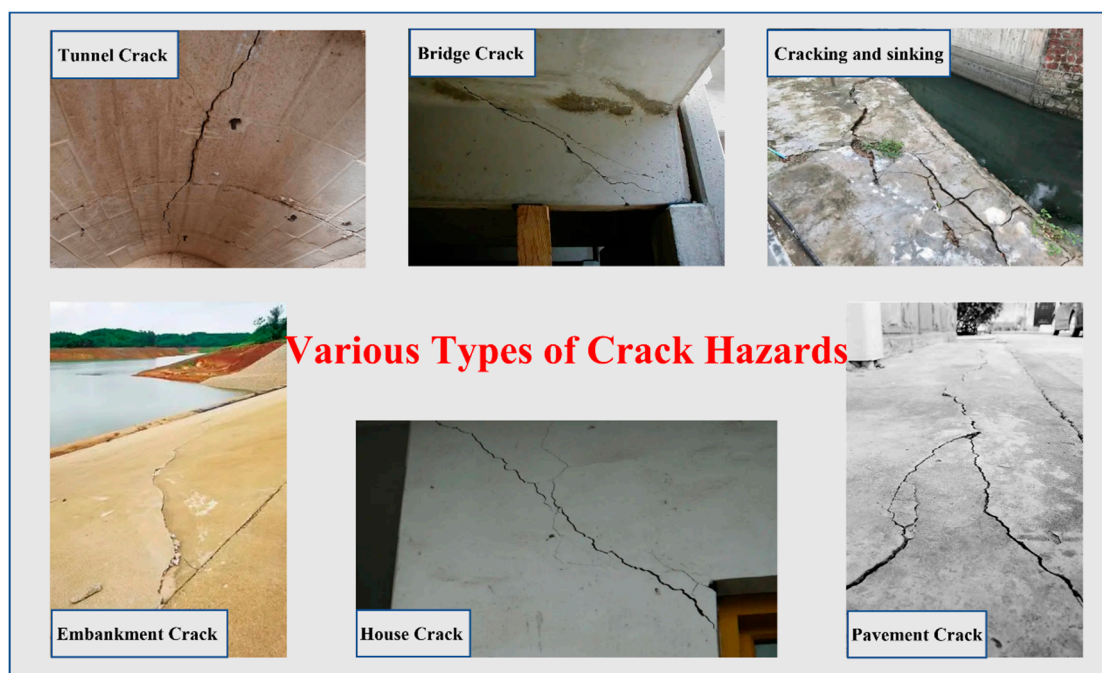 Tunnel Crack
Bridge Crack
Cracking and sinking
Various Types of Crack Hazards
Embankment Crack
House Crack
Pavement Crack